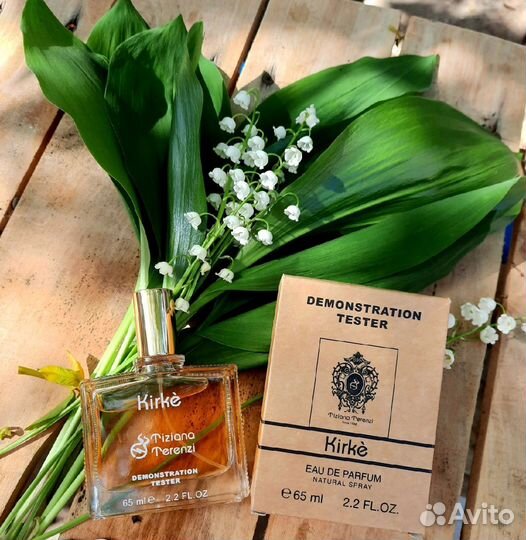 Kirkè
Tiziana
Terenzi
DEMONSTRATION
TESTER
65 ml e 2.2 FL.OZ.
DEMONSTRATION
TESTER
Tiziana Terenzi
Kirkè
EAU DE PARFUM
NATURAL SPRAY
e 65 ml 2.2 FL.OZ.
Avito